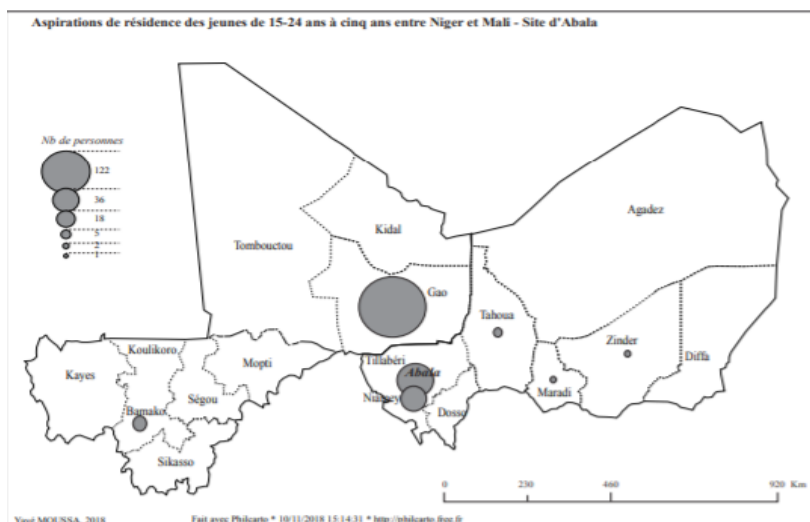 Aspirations de résidence des jeunes de 15-24 ans à cinq ans entre Niger et Mali - Site d'Abala
Nb de personnes
122
36
18
5
2
1
Kidal
Agadez
Tombouctou
Gao
Tahoua
Zinder
Koulikoro
Mopti
Tillabéri
Diffa
Kayes
Abala
Maradi
Ségou
Niamey
Bamako
Dosso
Sikasso
0 230 460 920 Km
Yayé MOUSSA, 2018 Fait avec Philcarto * 10/11/2018 15:14:31 * http://philcarto.free.fr